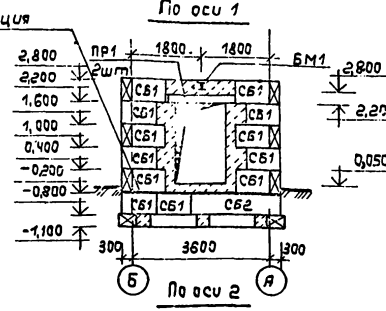 По оси 1
ЦИЯ
1800 1800
ПР1
2шт
БМ1
2,800
2,200
1,600
1,000
0,400
-0,200
-0,800
-1,100
2,800
2,20
0,050
СБ1 СБ1
СБ1 СБ1
СБ1 СБ1
СБ1 СБ1
СБ1 СБ1
СБ1 СБ1 СБ2
300 3600 300
Б А
По оси 2